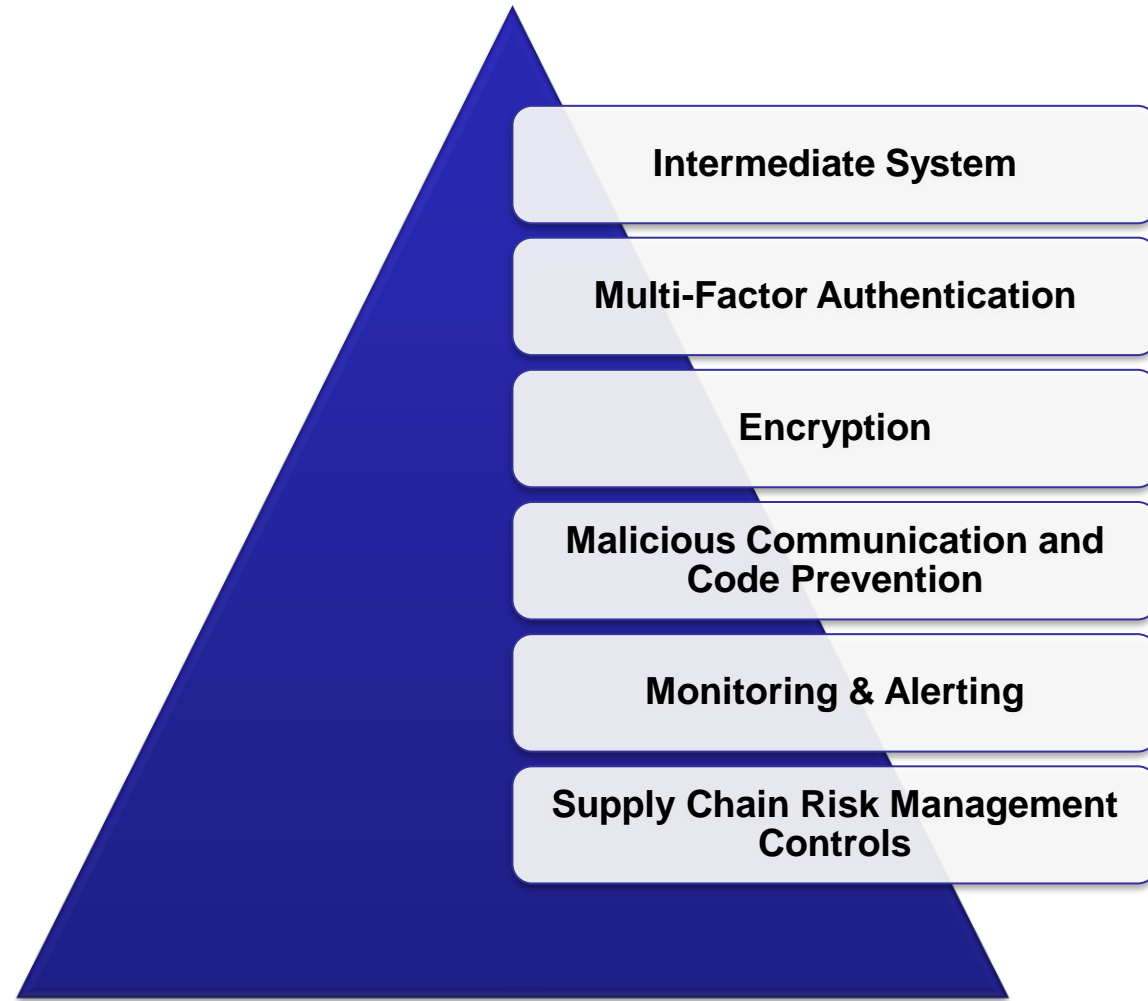 Intermediate System
Multi-Factor Authentication
Encryption
Malicious Communication and
Code Prevention
Monitoring & Alerting
Supply Chain Risk Management
Controls